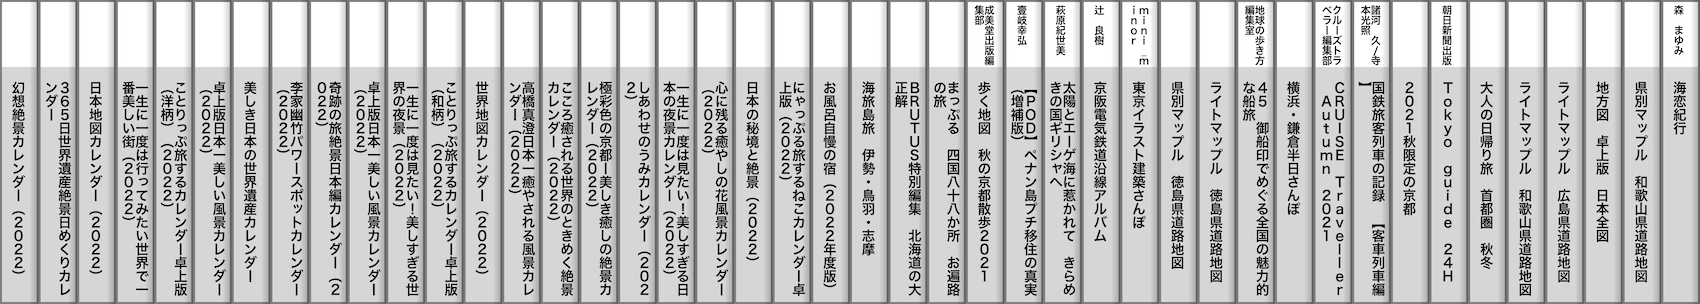 森 まゆみ
海恋紀行
県別マップル 和歌山県道路地図
地方図 卓上版 日本全図
ライトマップル 広島県道路地図
ライトマップル 和歌山県道路地図
大人の日帰り旅 首都圏 秋冬
朝日新聞出版
Tokyo guide 24H
2021秋限定の京都
諸河 久/寺
本光照
国鉄旅客列車の記録 【客車列車編
】
クルーズトラ
ベラー編集部
CRUISE Traveller
Autumn 2021
横浜・鎌倉半日さんぽ
地球の歩き方
編集室
45 御船印でめぐる全国の魅力的
な船旅
ライトマップル 徳島県道路地図
県別マップル 徳島県道路地図
mini_m
inor
東京イラスト建築さんぽ
辻 良樹
京阪電気鉄道沿線アルバム
萩原紀世美
太陽とエーゲ海に惹かれて きらめ
きの国ギリシャへ
壹岐幸弘
【POD】ペナン島プチ移住の真実
(増補版)
成美堂出版編
集部
歩く地図 秋の京都散歩2021
まっぷる 四国八十八か所 お遍路
の旅
BRUTUS特別編集 北海道の大
正解
海旅島旅 伊勢・鳥羽・志摩
お風呂自慢の宿(2022年度版)
にゃっぷる旅するねこカレンダー卓
上版(2022)
日本の秘境と絶景(2022)
心に残る癒やしの花風景カレンダー
(2022)
一生に一度は見たい!美しすぎる日
本の夜景カレンダー(2022)
しあわせのうみカレンダー(202
2)
極彩色の京都ー美しき癒しの絶景カ
レンダー(2022)
こころ癒される世界のときめく絶景
カレンダー(2022)
高橋真澄日本一癒やされる風景カレ
ンダー(2022)
世界地図カレンダー(2022)
ことりっぷ旅するカレンダー卓上版
(和柄)(2022)
一生に一度は見たい!美しすぎる世
界の夜景(2022)
卓上版日本一美しい風景カレンダー
(2022)
奇跡の旅絶景日本編カレンダー(2
022)
李家幽竹パワースポットカレンダー
(2022)
美しき日本の世界遺産カレンダー
卓上版日本一美しい風景カレンダー
(2022)
ことりっぷ旅するカレンダー卓上版
(洋柄)(2022)
一生に一度は行ってみたい世界で一
番美しい街(2022)
日本地図カレンダー(2022)
365日世界遺産絶景日めくりカレ
ンダー
幻想絶景カレンダー(2022)